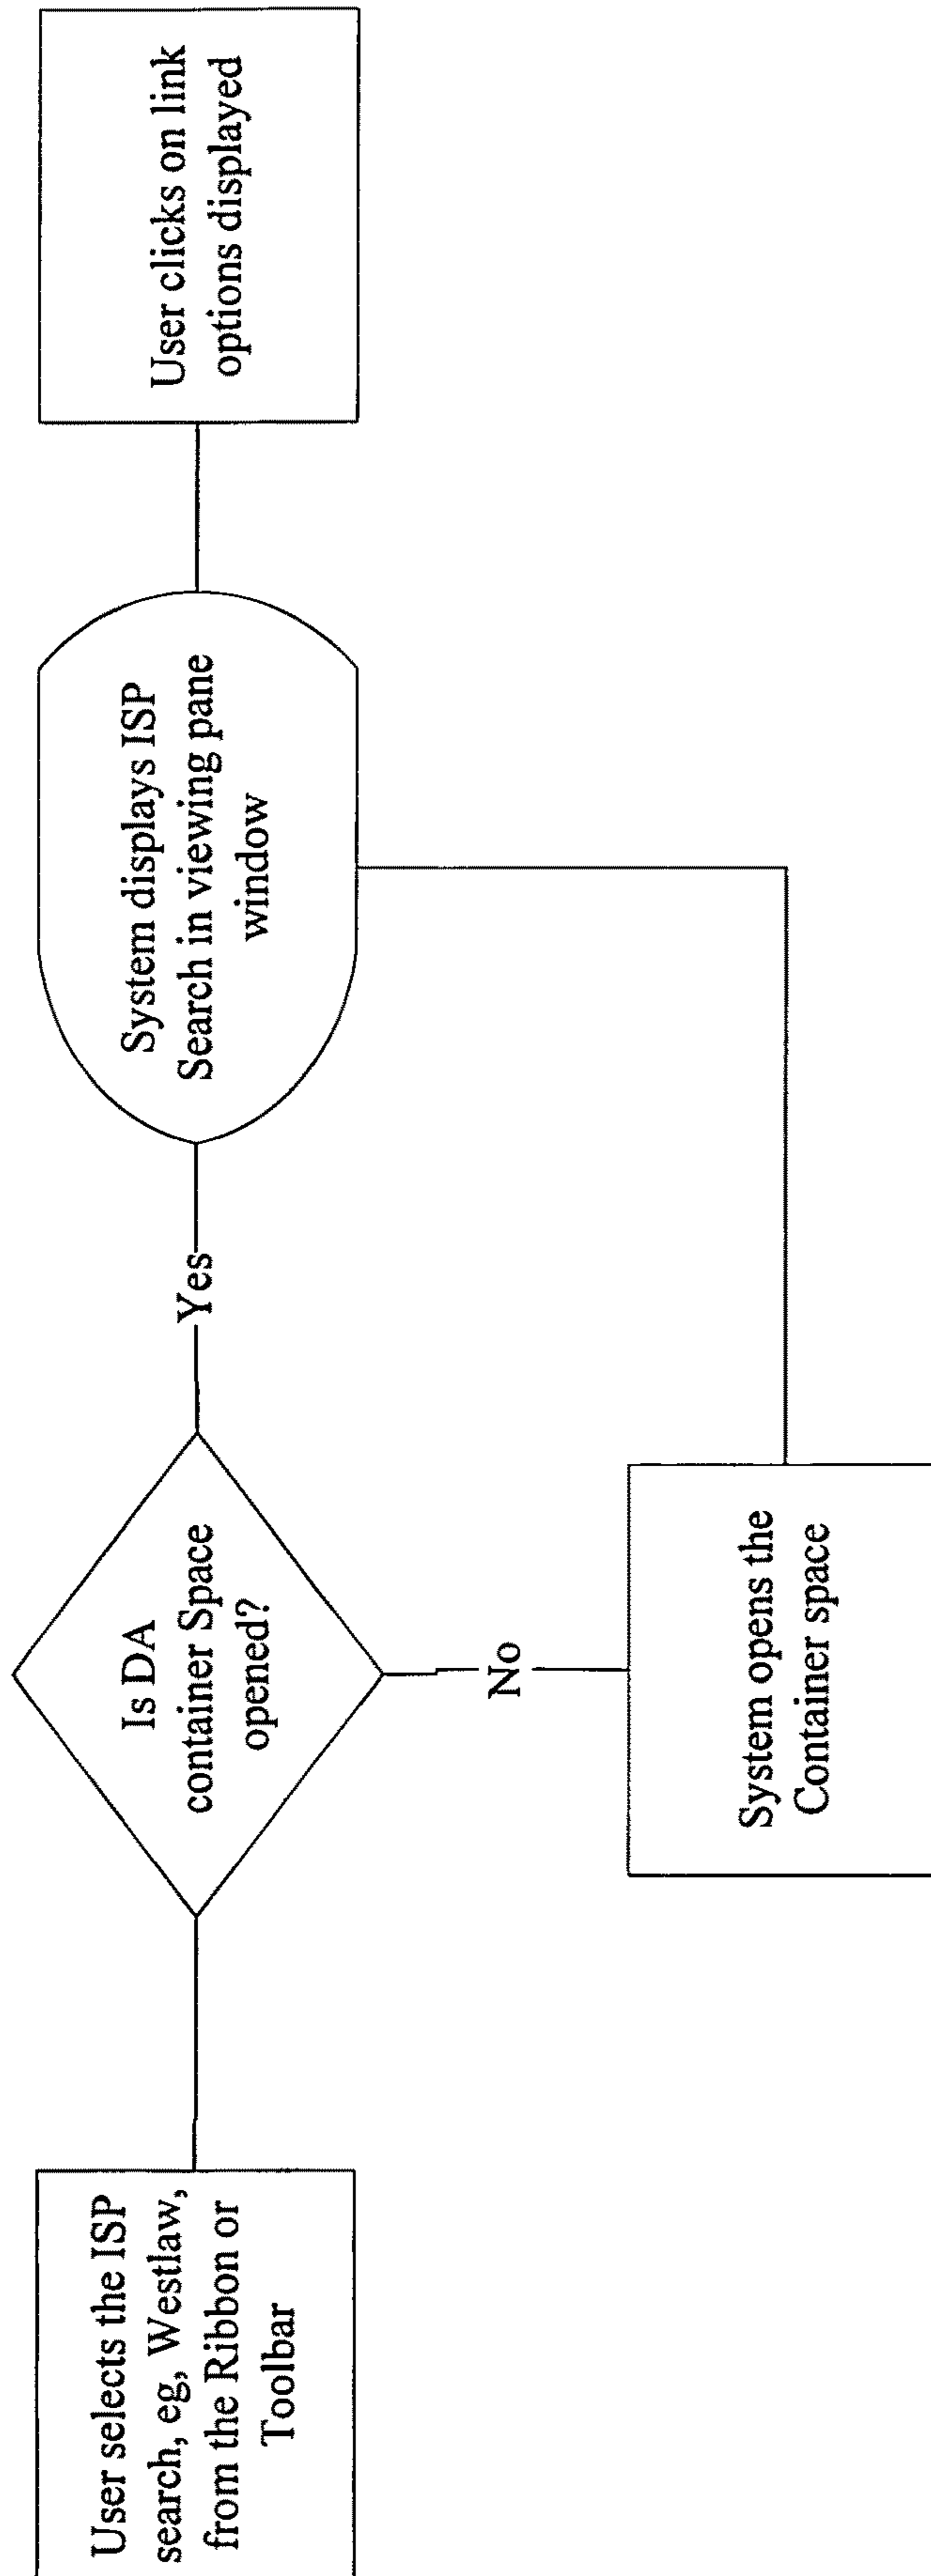 User selects the ISP
search, eg, Westlaw,
from the Ribbon or
Toolbar
Is DA
container Space
opened?
Yes
No
System opens the
Container space
System displays ISP
Search in viewing pane
window
User clicks on link
options displayed